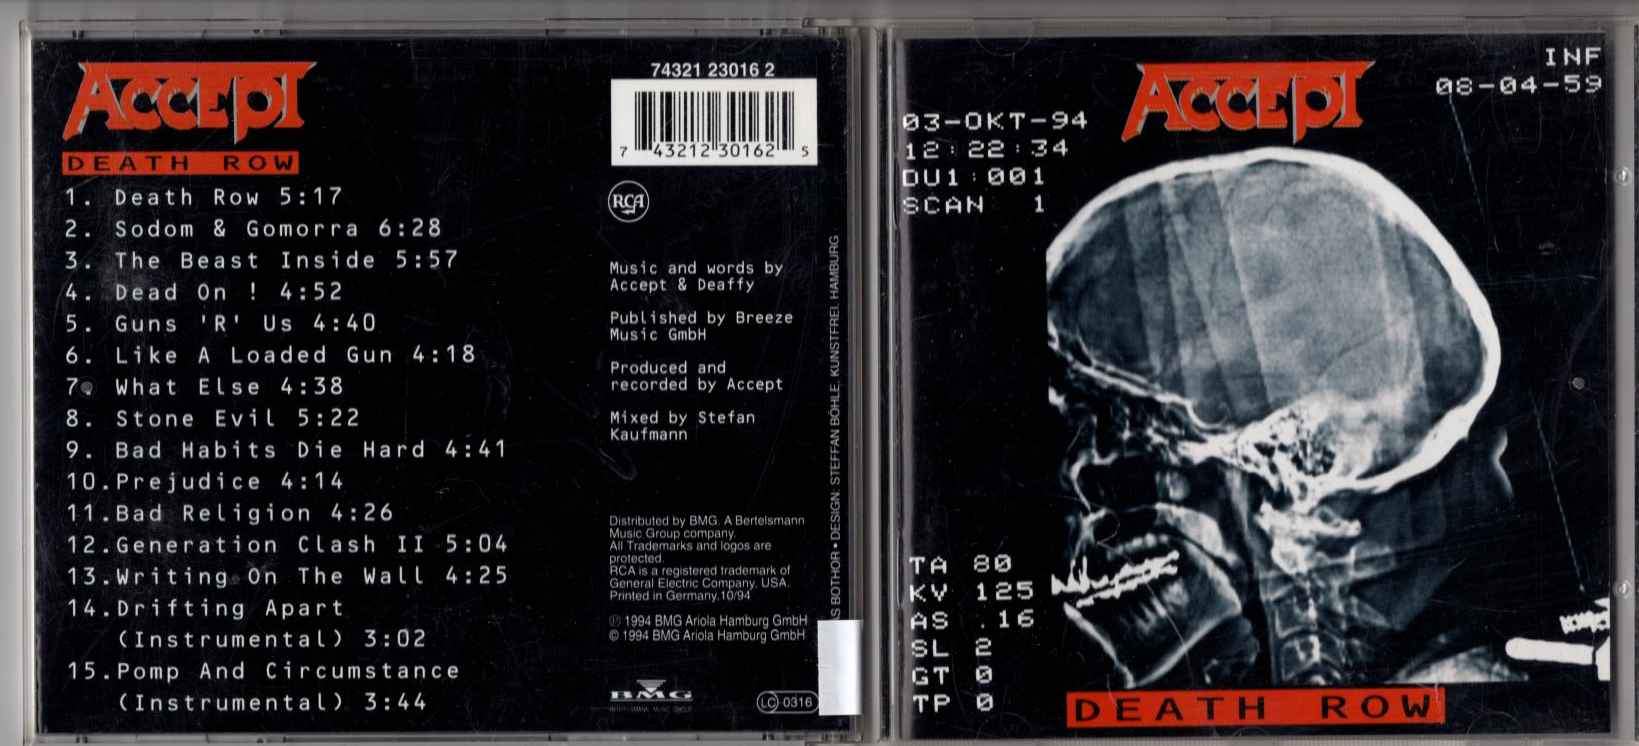 ACCEPT
DEATH ROW
1. Death Row 5:17
2. Sodom & Gomorra 6:28
3. The Beast Inside 5:57
4. Dead On ! 4:52
5. Guns 'R' Us 4:40
6. Like A Loaded Gun 4:18
7. What Else 4:38
8. Stone Evil 5:22
9. Bad Habits Die Hard 4:41
10.Prejudice 4:14
11.Bad Religion 4:26
12.Generation Clash II 5:04
13.Writing On The Wall 4:25
14.Drifting Apart
(Instrumental) 3:02
15.Pomp And Circumstance
(Instrumental) 3:44
74321 23016 2
7 43212 30162 5
RCA
Music and words by
Accept & Deaffy
Published by Breeze
Music GmbH
Produced and
recorded by Accept
Mixed by Stefan
Kaufmann
Distributed by BMG. A Bertelsmann
Music Group company.
All Trademarks and logos are
protected.
RCA is a registered trademark of
General Electric Company, USA.
Printed in Germany.10/94
℗ 1994 BMG Ariola Hamburg GmbH
© 1994 BMG Ariola Hamburg GmbH
BMG
LC 0316
BOTHOR • DESIGN: STEFFAN BÖHLE, KUNSTFREI, HAMBURG
ACCEPT
INF
08-04-59
03-OKT-94
12:22:34
DU1:001
SCAN 1
TA 80
KV 125
AS .16
SL 2
GT 0
TP 0
DEATH ROW